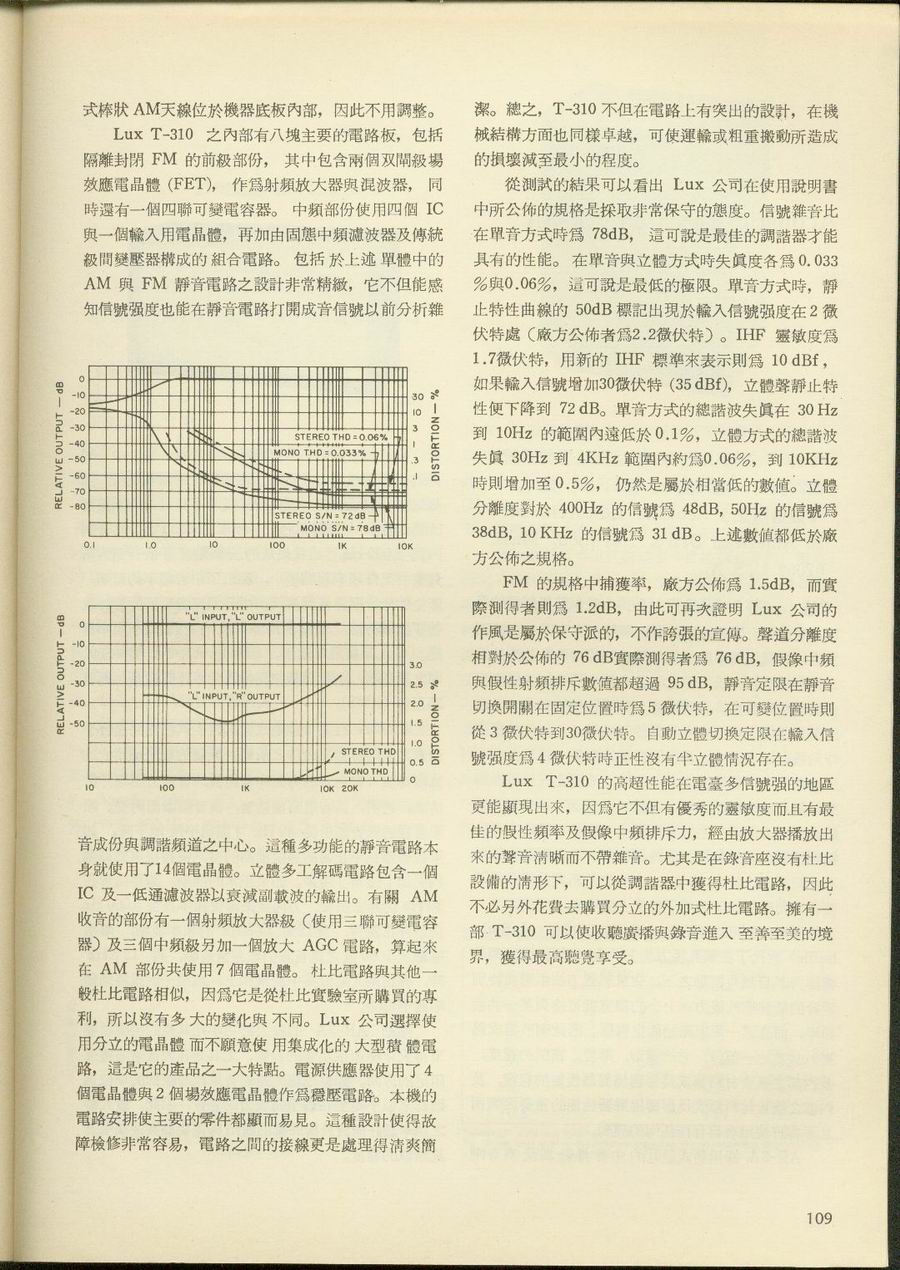 式棒狀 AM天線位於機器底板內部，因此不用調整。
Lux T-310 之內部有八塊主要的電路板，包括
隔離封閉 FM 的前級部份， 其中包含兩個双閘級場
效應電晶體 (FET)， 作爲射頻放大器與混波器， 同
時還有一個四聯可變電容器。 中頻部份使用四個 IC
與一個輸入用電晶體，再加由固態中頻濾波器及傳統
級間變壓器構成的 組合電路。 包括 於上述 單體中的
AM 與 FM 靜音電路之設計非常精緻，它不但能感
知信號强度也能在靜音電路打開成音信號以前分析雜
RELATIVE OUTPUT — dB
0
-10
-20
-30
-40
-50
-60
-70
-80
30
10
3
1
.3
.1
DISTORTION — %
STEREO THD = 0.06%
MONO THD = 0.033%
STEREO S/N = 72dB
MONO S/N = 78dB
0.1 1.0 10 100 1K 10K
RELATIVE OUTPUT — dB
0
-10
-20
-30
-40
-50
"L" INPUT, "L" OUTPUT
"L" INPUT, "R" OUTPUT
STEREO THD
MONO THD
3.0
2.5
2.0
1.5
1.0
0.5
0
DISTORTION — %
10 100 1K 10K 20K
音成份與調諧頻道之中心。這種多功能的靜音電路本
身就使用了14個電晶體。立體多工解碼電路包含一個
IC 及一低通濾波器以衰減副載波的輸出。有關 AM
收音的部份有一個射頻放大器級（使用三聯可變電容
器）及三個中頻級另加一個放大 AGC 電路，算起來
在 AM 部份共使用 7 個電晶體。 杜比電路與其他一
般杜比電路相似，因爲它是從杜比實驗室所購買的專
利，所以沒有多 大的變化與 不同。Lux 公司選擇使
用分立的電晶體 而不願意使 用集成化的 大型積 體電
路，這是它的產品之一大特點。電源供應器使用了 4
個電晶體與 2 個場效應電晶體作爲穩壓電路。本機的
電路安排使主要的零件都顯而易見。這種設計使得故
障檢修非常容易，電路之間的接線更是處理得淸爽簡
潔。總之，T-310 不但在電路上有突出的設計，在機
械結構方面也同樣卓越，可使運輸或粗重搬動所造成
的損壞減至最小的程度。
從測試的結果可以看出 Lux 公司在使用說明書
中所公佈的規格是採取非常保守的態度。信號雜音比
在單音方式時爲 78dB， 這可說是最佳的調諧器才能
具有的性能。 在單音與立體方式時失眞度各爲 0.033
%與0.06%，這可說是最低的極限。單音方式時，靜
止特性曲線的 50dB 標記出現於輸入信號强度在 2 微
伏特處（廠方公佈者爲2.2微伏特）。IHF 靈敏度爲
1.7微伏特，用新的 IHF 標準來表示則爲 10 dBf，
如果輸入信號增加30微伏特 (35 dBf)，立體聲靜止特
性便下降到 72 dB。單音方式的總諧波失眞在 30 Hz
到 10Hz 的範圍內遠低於 0.1%，立體方式的總諧波
失眞 30Hz 到 4KHz 範圍內約爲0.06%，到 10KHz
時則增加至 0.5%， 仍然是屬於相當低的數値。立體
分離度對於 400Hz 的信號爲 48dB, 50Hz 的信號爲
38dB, 10 KHz 的信號爲 31 dB。上述數値都低於廠
方公佈之規格。
FM 的規格中捕獲率，廠方公佈爲 1.5dB，而實
際測得者則爲 1.2dB，由此可再次證明 Lux 公司的
作風是屬於保守派的，不作誇張的宣傳。聲道分離度
相對於公佈的 76 dB實際測得者爲 76 dB，假像中頻
與假性射頻排斥數値都超過 95 dB，靜音定限在靜音
切換開關在固定位置時爲 5 微伏特，在可變位置時則
從 3 微伏特到30微伏特。自動立體切換定限在輸入信
號强度爲 4 微伏特時正性沒有半立體情況存在。
Lux T-310 的高超性能在電臺多信號强的地區
更能顯現出來，因爲它不但有優秀的靈敏度而且有最
佳的假性頻率及假像中頻排斥力，經由放大器播放出
來的聲音淸晰而不帶雜音。尤其是在錄音座沒有杜比
設備的淸形下，可以從調諧器中獲得杜比電路，因此
不必另外花費去購買分立的外加式杜比電路。擁有一
部 T-310 可以使收聽廣播與錄音進入 至善至美的境
界，獲得最高聽覺享受。
109